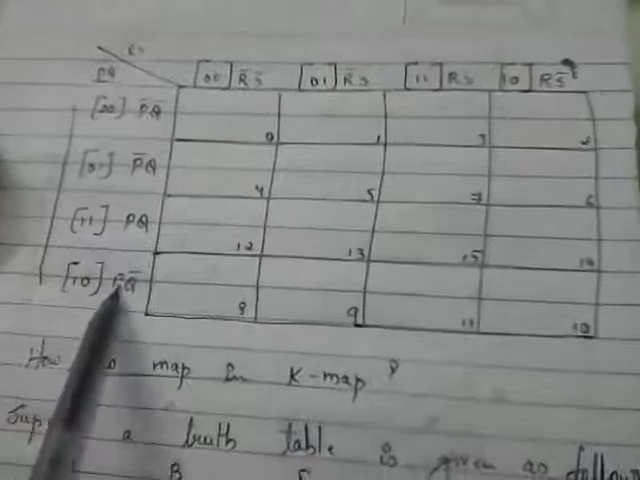 RS
PQ [00] R̅S̅ [01] R̅S [11] RS [10] RS̅
[00] P̅Q̅ 0 1 3 2
[01] P̅Q 4 5 7 6
[11] PQ 12 13 15 14
[10] PQ̅ 8 9 11 10
map in K-map ?
a truth table is given as follow
B